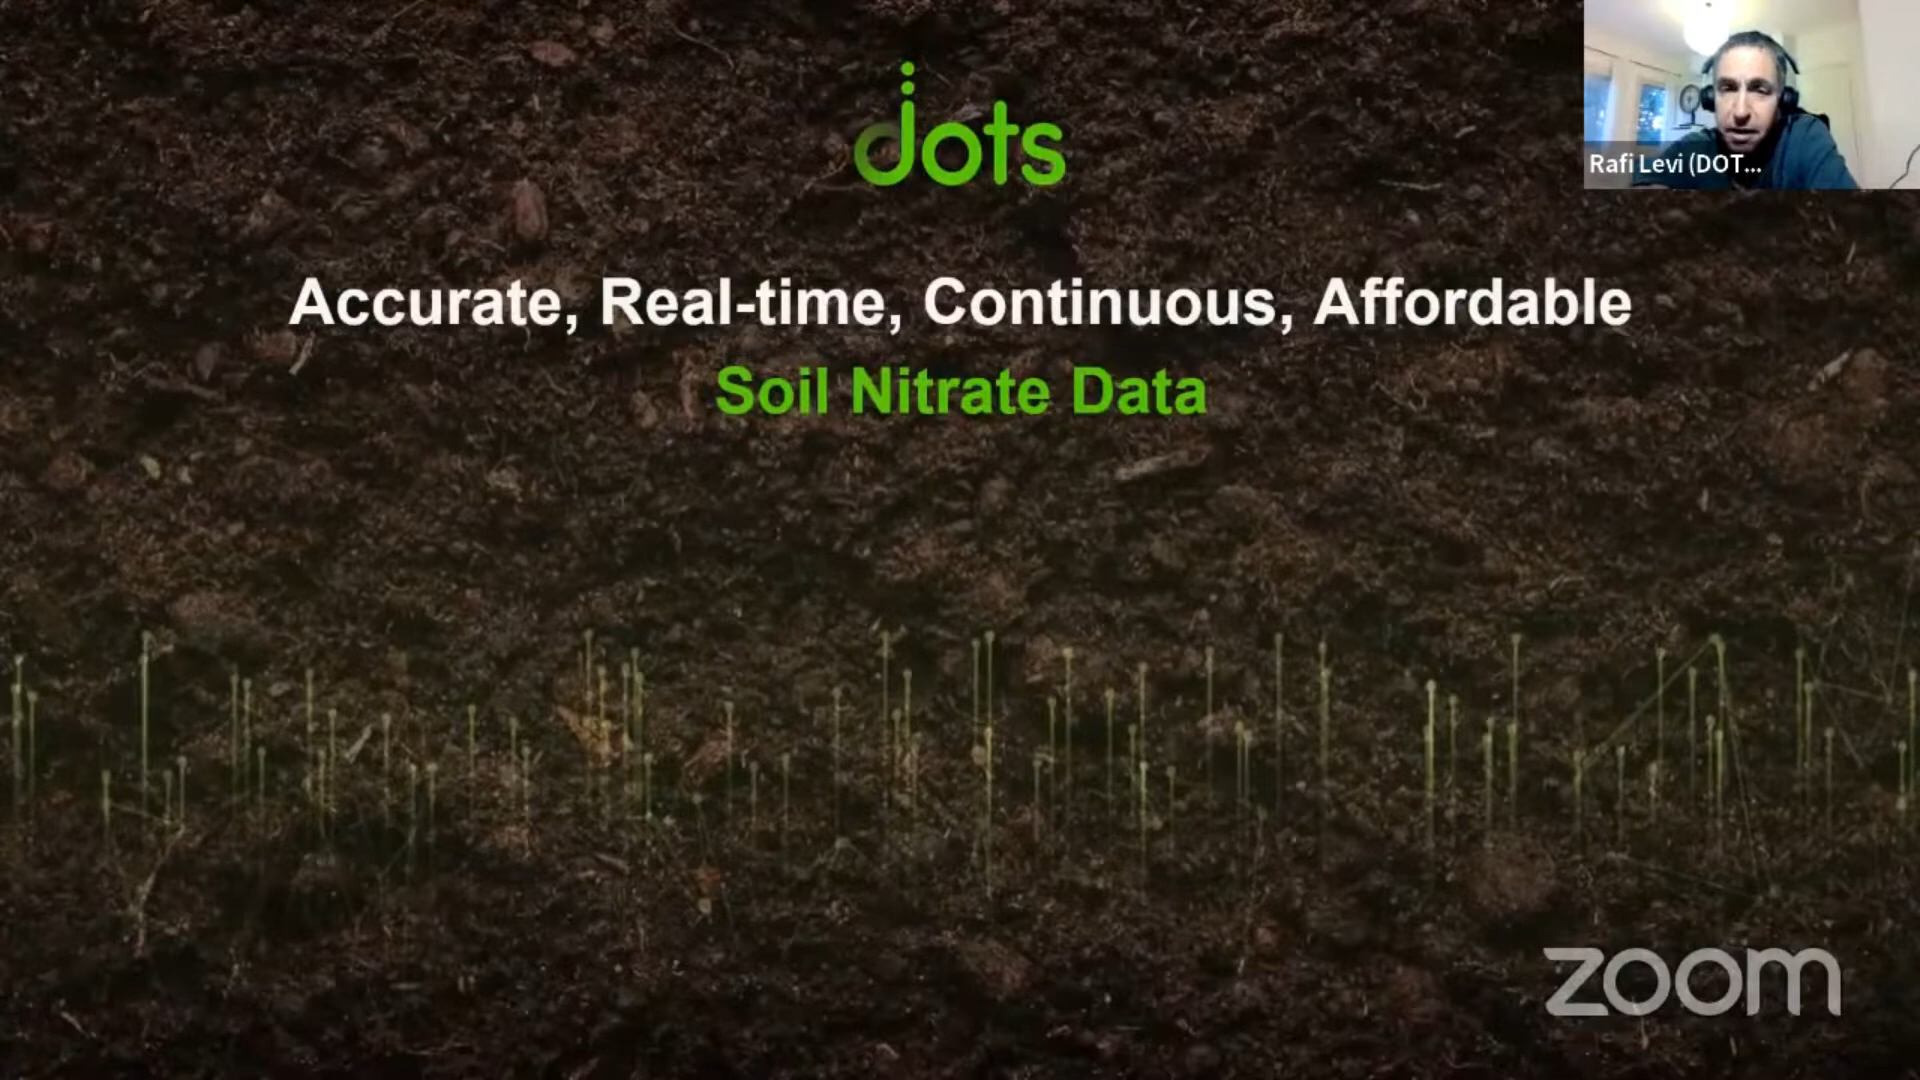 dots
Rafi Levi (DOT...
Accurate, Real-time, Continuous, Affordable
Soil Nitrate Data
zoom